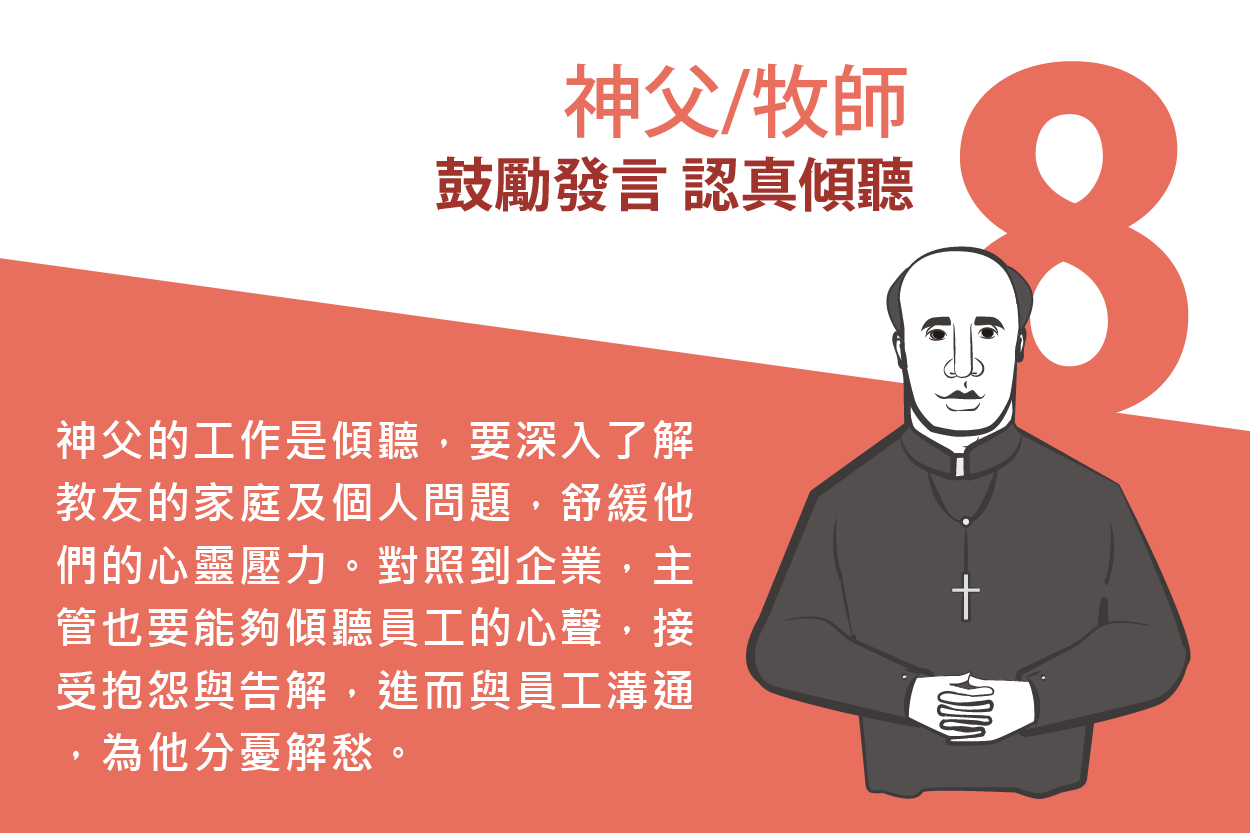 8
神父/牧師
鼓勵發言 認真傾聽
神父的工作是傾聽，要深入了解
教友的家庭及個人問題，舒緩他
們的心靈壓力。對照到企業，主
管也要能夠傾聽員工的心聲，接
受抱怨與告解，進而與員工溝通
，為他分憂解愁。